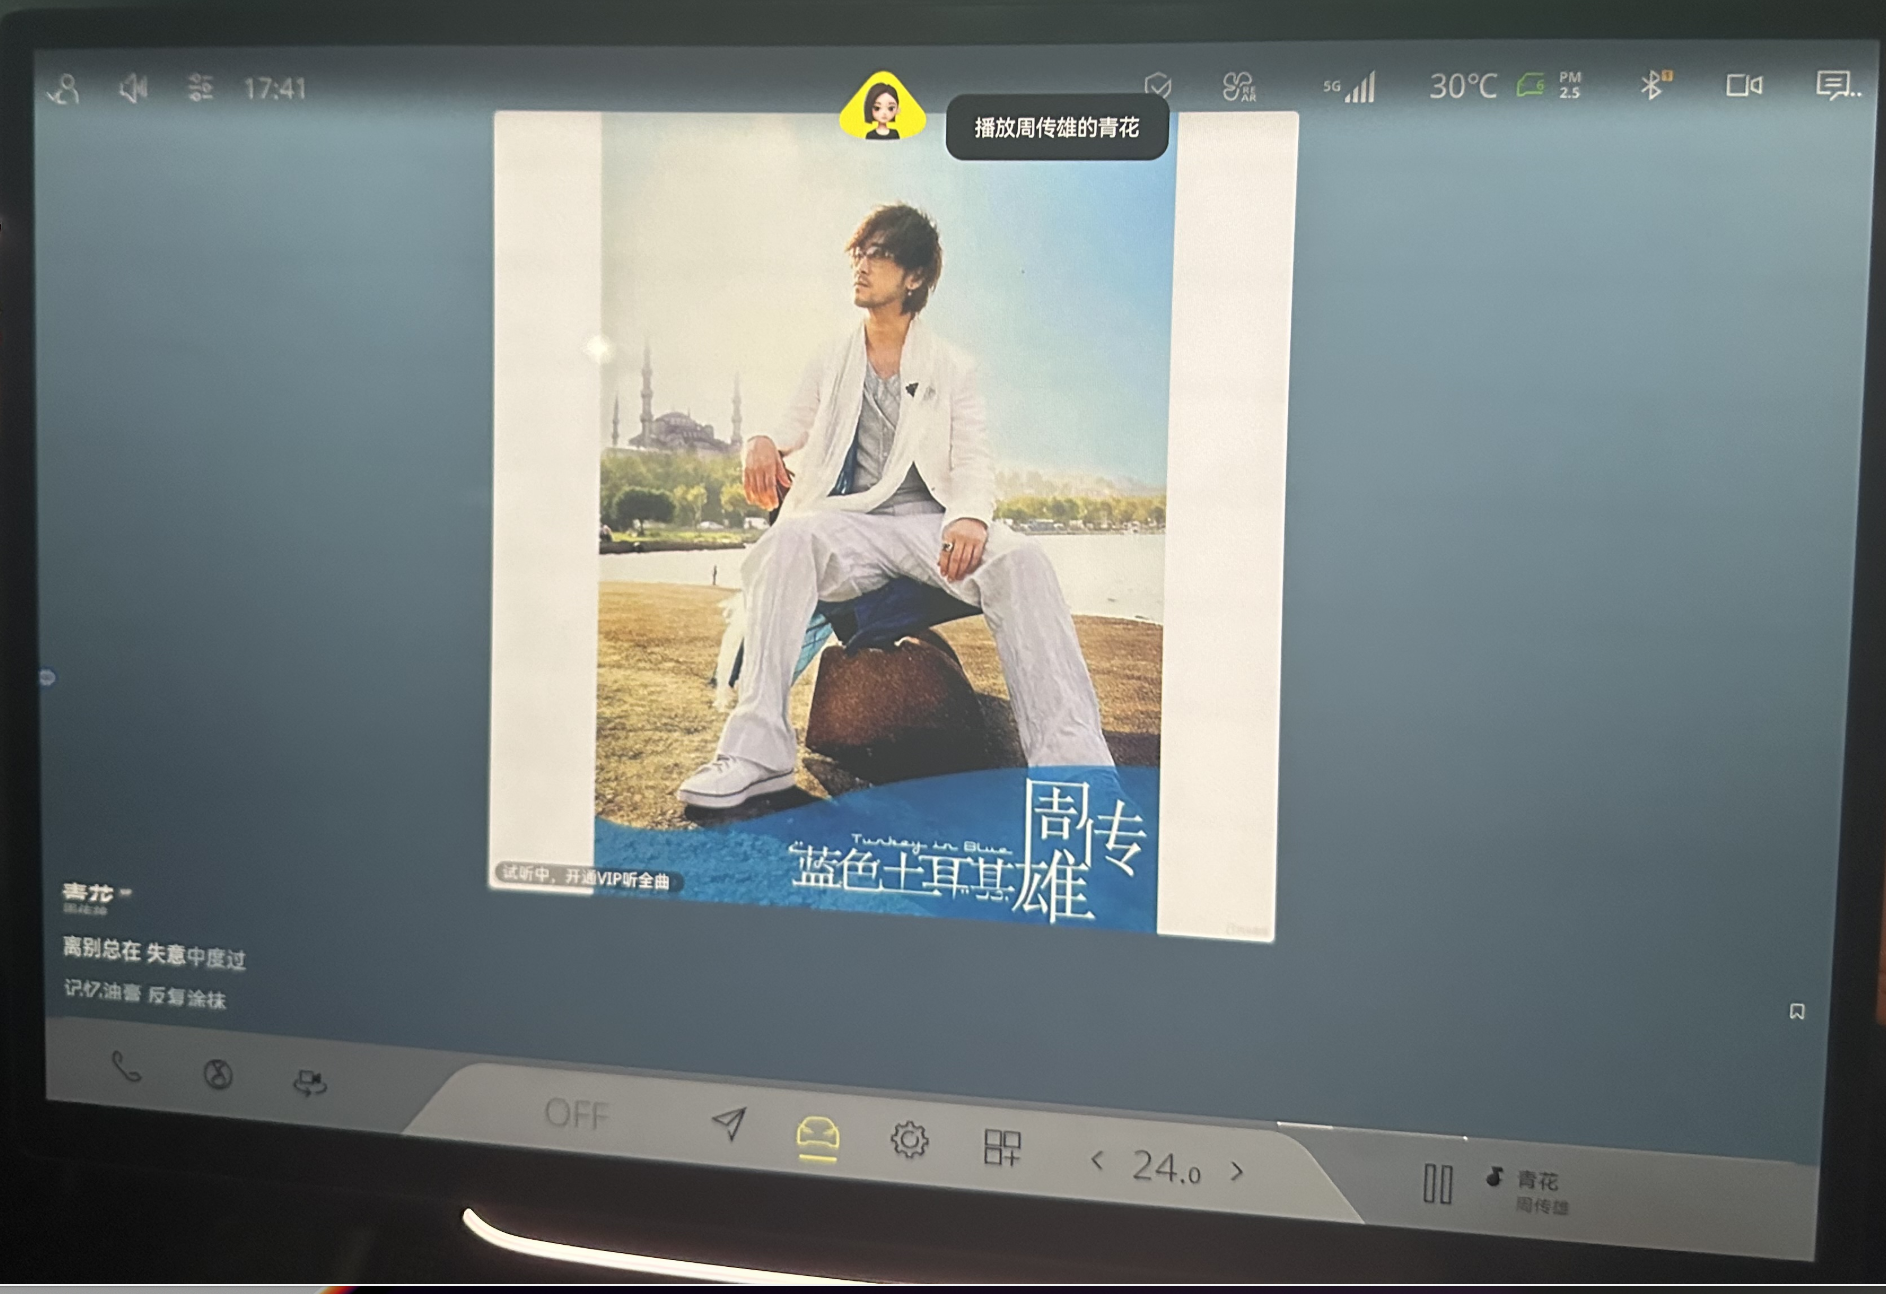 17:41
RE
AR
5G
30°C
6
PM
2.5
播放周传雄的青花
周传雄
Turkey in Blue
"蓝色土耳其"
试听中，开通VIP听全曲
青花
离别总在 失意中度过
记忆油膏 反复涂抹
OFF
24.0
青花
周传雄